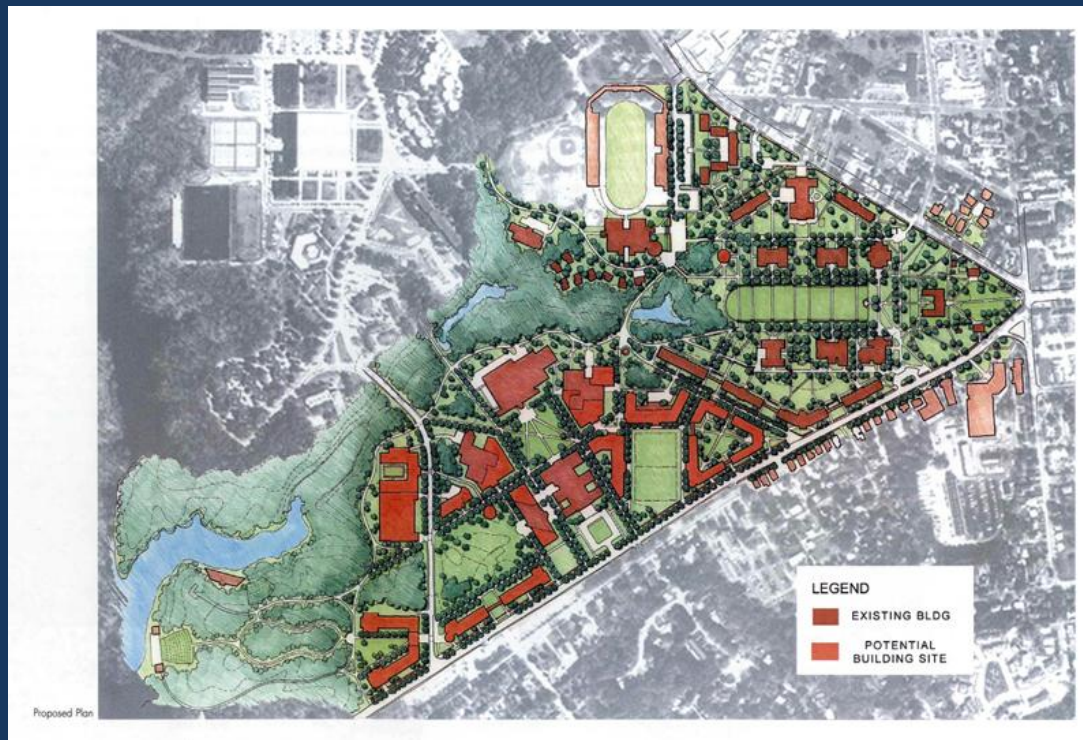 LEGEND
EXISTING BLDG
POTENTIAL
BUILDING SITE
Proposed Plan